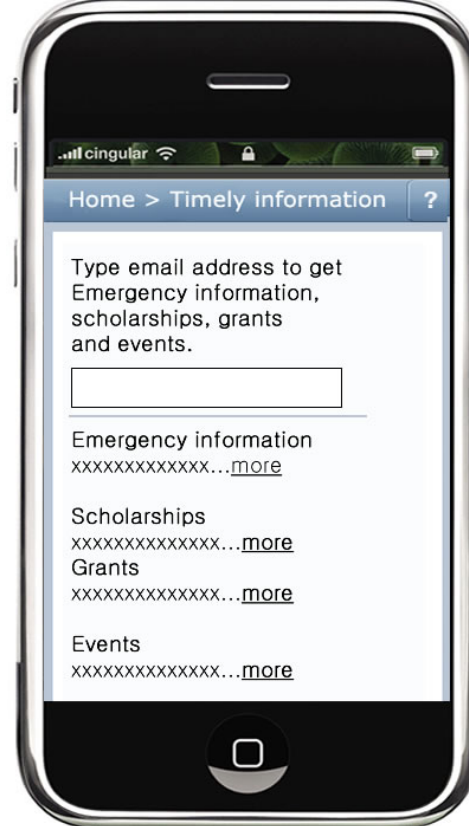 cingular
Home > Timely information ?
Type email address to get
Emergency information,
scholarships, grants
and events.
Emergency information
xxxxxxxxxxxxx...more
Scholarships
xxxxxxxxxxxxxx...more
Grants
xxxxxxxxxxxxxx...more
Events
xxxxxxxxxxxxxx...more